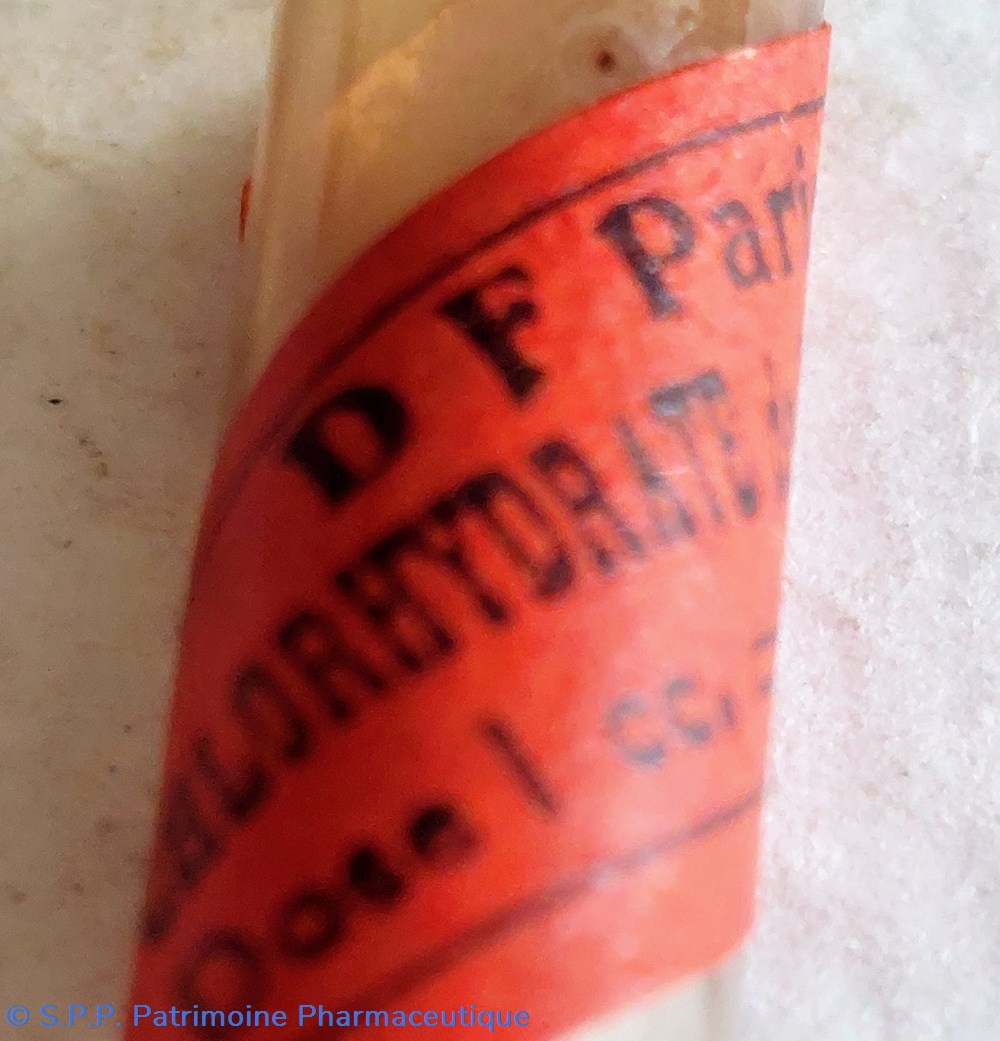 D F Pari
CHLORHYDRATE
Dose 1 cc. =
© S.P.P. Patrimoine Pharmaceutique